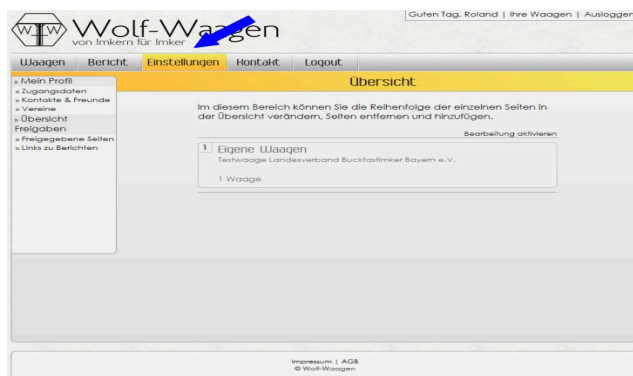 Guten Tag, Roland | Ihre Waagen | Ausloggen
WW Wolf-Waagen
von Imkern für Imker
Waagen Bericht Einstellungen Kontakt Logout
» Mein Profil
» Zugangsdaten
» Kontakte & Freunde
» Vereine
» Übersicht
Freigaben
» Freigegebene Seiten
» Links zu Berichten
Übersicht
Im diesem Bereich können Sie die Reihenfolge der einzelnen Seiten in
der Übersicht verändern, Seiten entfernen und hinzufügen.
Bearbeitung aktivieren
1 Eigene Waagen
Testwaage Landesverband Buckfastimker Bayern e.V.
1 Waage
Impressum | AGB
© Wolf-Waagen